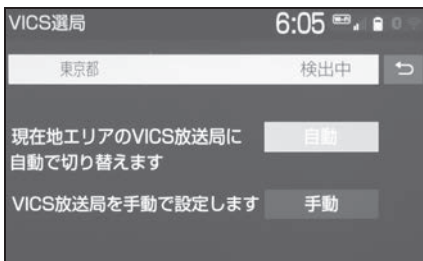 VICS選局
6:05
東京都 検出中
現在地エリアのVICS放送局に
自動で切り替えます
自動
VICS放送局を手動で設定します 手動